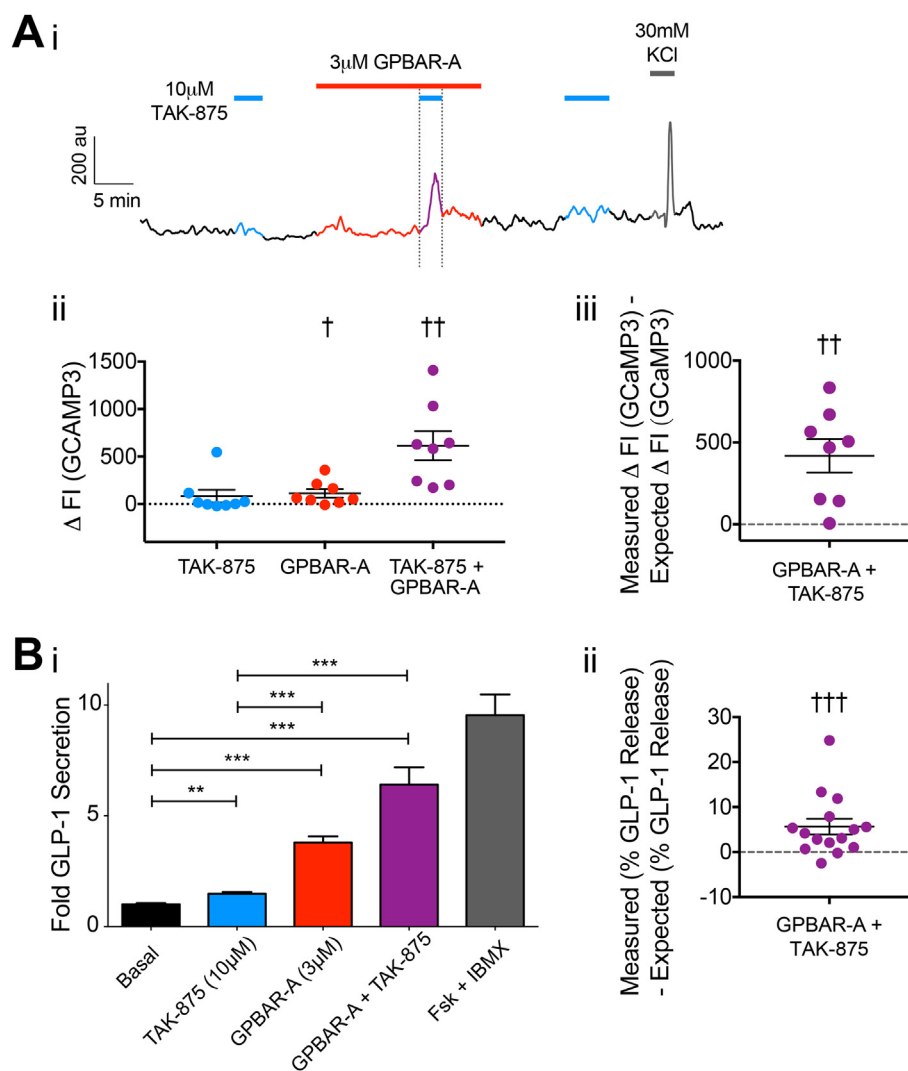 A i
30mM
KCl
3μM GPBAR-A
10μM
TAK-875
200 au
5 min
ii
† ††
Δ FI (GCAMP3)
1500
1000
500
0
TAK-875 GPBAR-A TAK-875 +
GPBAR-A
iii
††
Measured Δ FI (GCaMP3) -
Expected Δ FI (GCaMP3)
1000
500
0
GPBAR-A +
TAK-875
B i
***
***
***
***
**
Fold GLP-1 Secretion
10
5
0
Basal
TAK-875 (10μM)
GPBAR-A (3μM)
GPBAR-A + TAK-875
Fsk + IBMX
ii
†††
Measured (% GLP-1 Release)
- Expected (% GLP-1 Release)
30
20
10
0
-10
GPBAR-A +
TAK-875